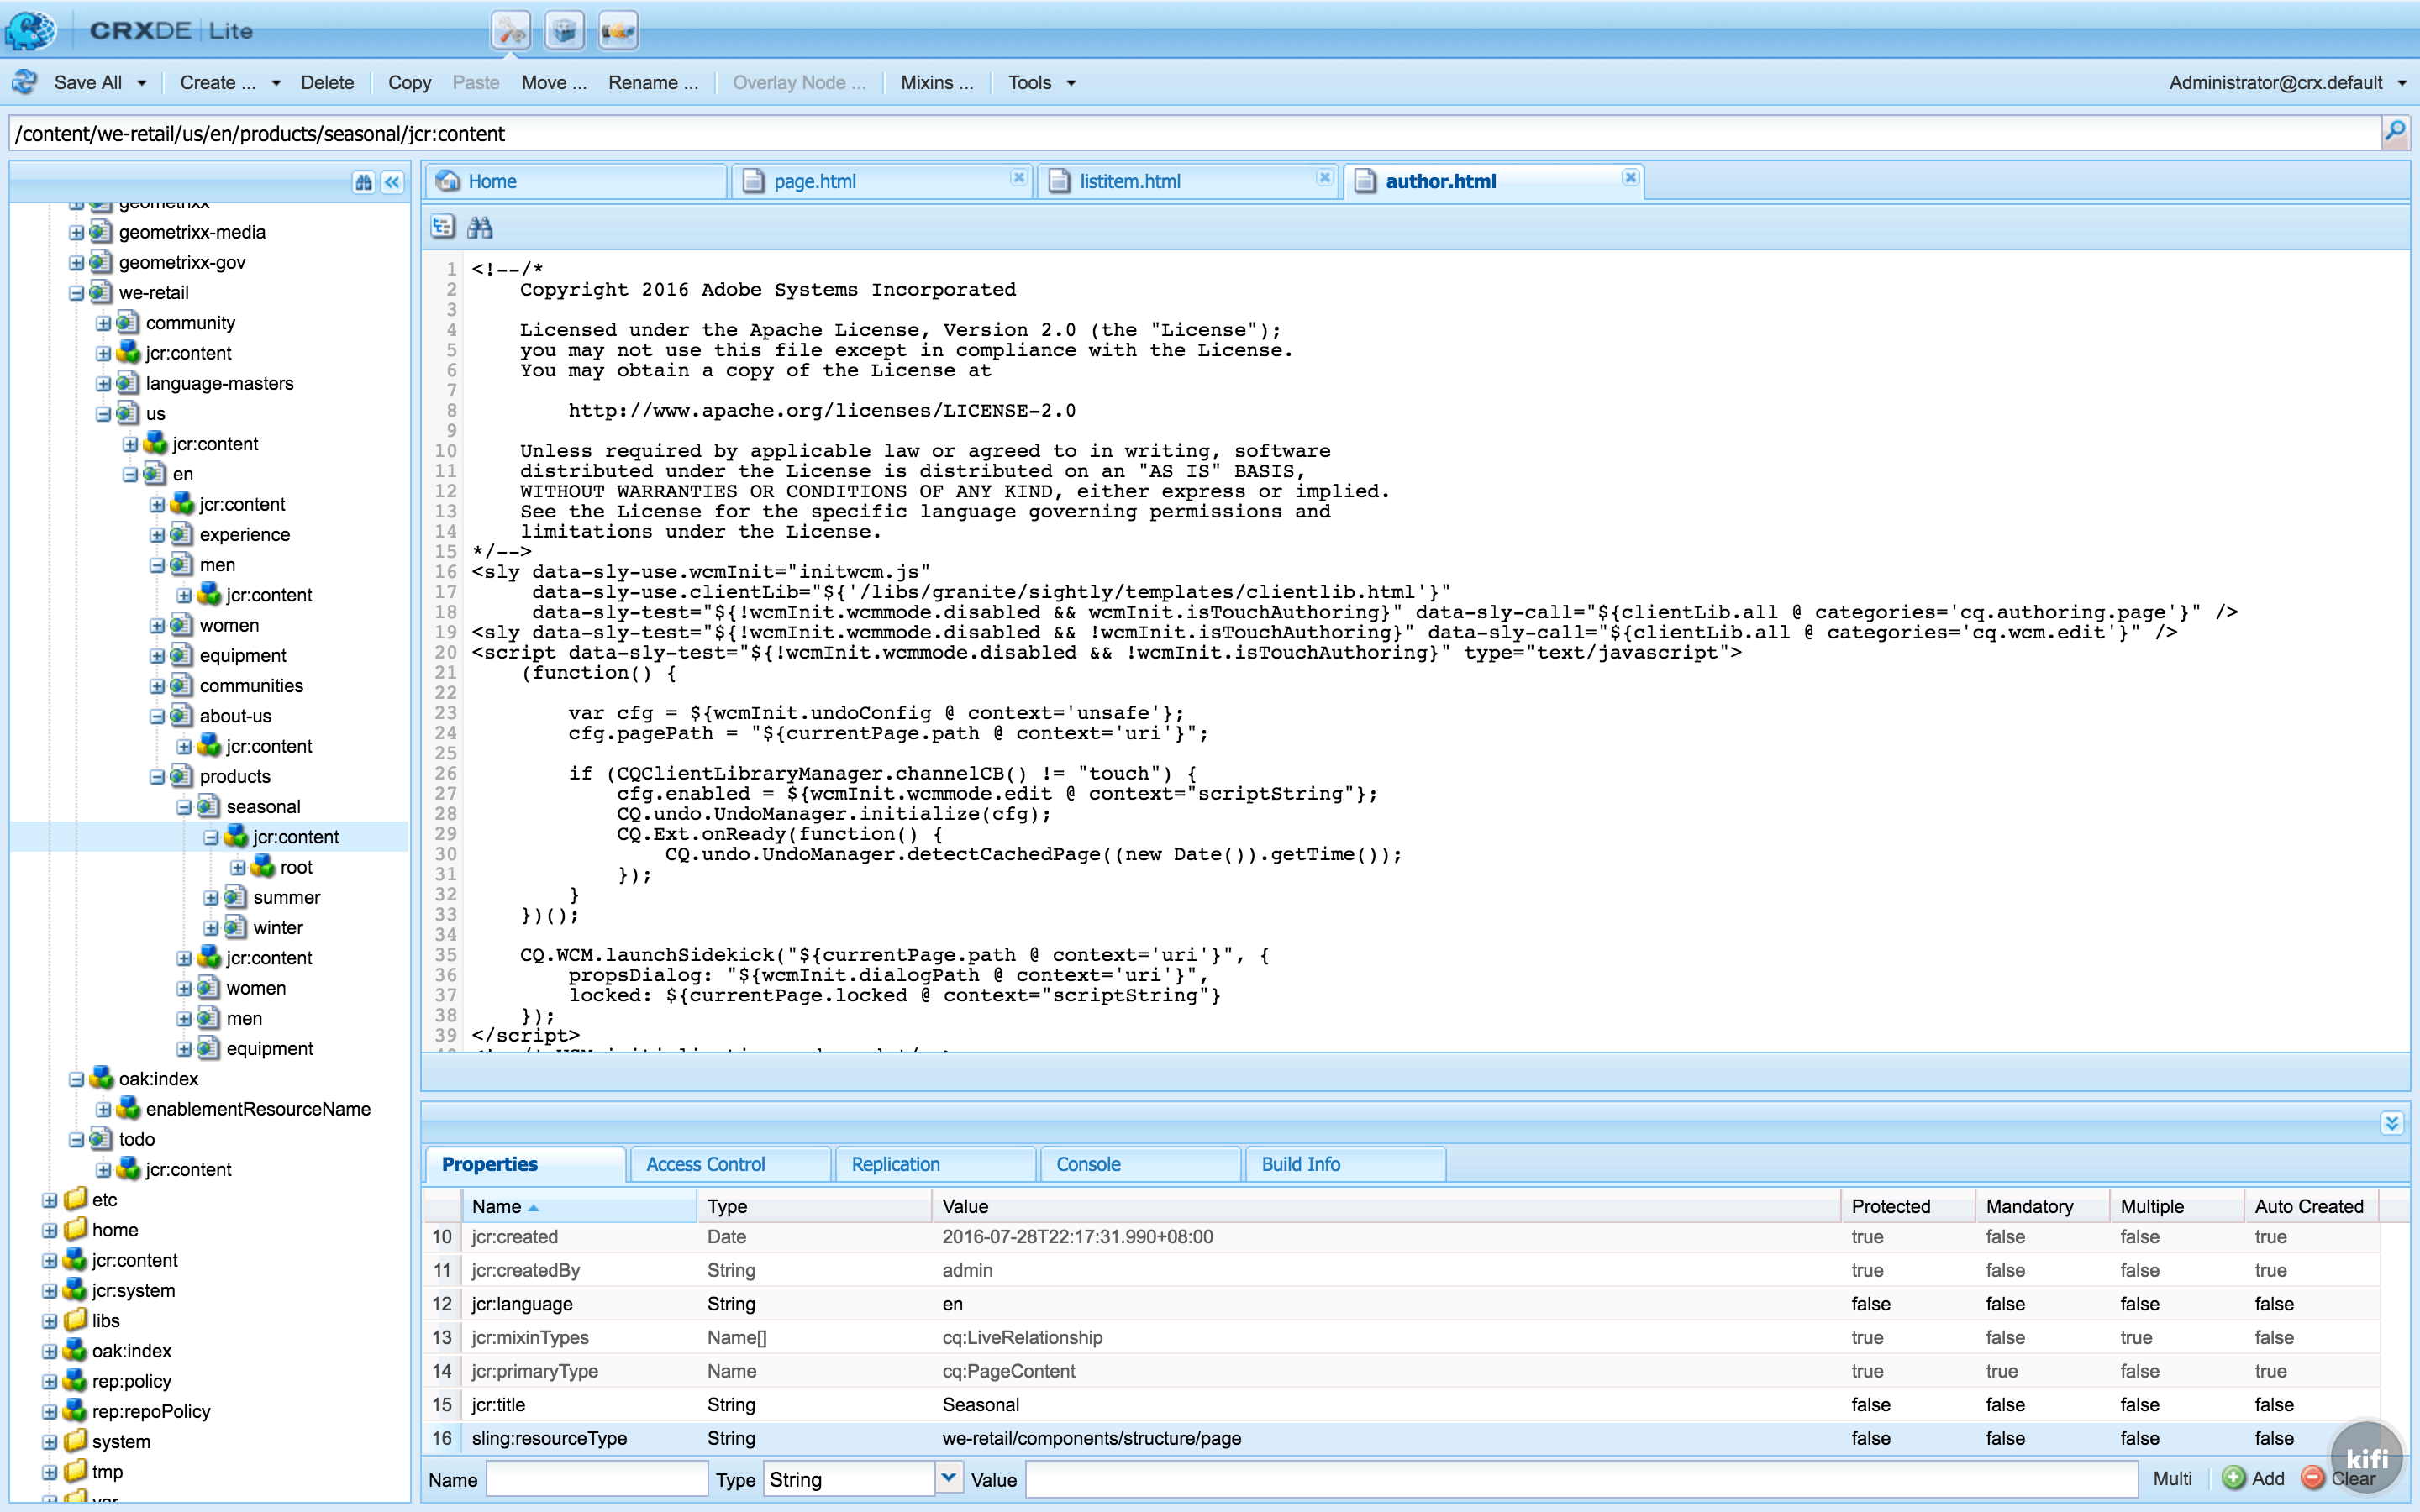 CRXDE | Lite
Save All Create ... Delete Copy Paste Move ... Rename ... Overlay Node ... Mixins ... Tools Administrator@crx.default
/content/we-retail/us/en/products/seasonal/jcr:content
geometrixx
geometrixx-media
geometrixx-gov
we-retail
community
jcr:content
language-masters
us
jcr:content
en
jcr:content
experience
men
jcr:content
women
equipment
communities
about-us
jcr:content
products
seasonal
jcr:content
root
summer
winter
jcr:content
women
men
equipment
oak:index
enablementResourceName
todo
jcr:content
etc
home
jcr:content
jcr:system
libs
oak:index
rep:policy
rep:repoPolicy
system
tmp
var
Home page.html listitem.html author.html
1 <!--/*
2     Copyright 2016 Adobe Systems Incorporated
3
4     Licensed under the Apache License, Version 2.0 (the "License");
5     you may not use this file except in compliance with the License.
6     You may obtain a copy of the License at
7
8         http://www.apache.org/licenses/LICENSE-2.0
9
10     Unless required by applicable law or agreed to in writing, software
11     distributed under the License is distributed on an "AS IS" BASIS,
12     WITHOUT WARRANTIES OR CONDITIONS OF ANY KIND, either express or implied.
13     See the License for the specific language governing permissions and
14     limitations under the License.
15 */-->
16 <sly data-sly-use.wcmInit="initwcm.js"
17      data-sly-use.clientLib="${'/libs/granite/sightly/templates/clientlib.html'}"
18      data-sly-test="${!wcmInit.wcmmode.disabled && wcmInit.isTouchAuthoring}" data-sly-call="${clientLib.all @ categories='cq.authoring.page'}" />
19 <sly data-sly-test="${!wcmInit.wcmmode.disabled && !wcmInit.isTouchAuthoring}" data-sly-call="${clientLib.all @ categories='cq.wcm.edit'}" />
20 <script data-sly-test="${!wcmInit.wcmmode.disabled && !wcmInit.isTouchAuthoring}" type="text/javascript">
21     (function() {
22
23         var cfg = ${wcmInit.undoConfig @ context='unsafe'};
24         cfg.pagePath = "${currentPage.path @ context='uri'}";
25
26         if (CQClientLibraryManager.channelCB() != "touch") {
27             cfg.enabled = ${wcmInit.wcmmode.edit @ context="scriptString"};
28             CQ.undo.UndoManager.initialize(cfg);
29             CQ.Ext.onReady(function() {
30                 CQ.undo.UndoManager.detectCachedPage((new Date()).getTime());
31             });
32         }
33     })();
34
35     CQ.WCM.launchSidekick("${currentPage.path @ context='uri'}", {
36         propsDialog: "${wcmInit.dialogPath @ context='uri'}",
37         locked: ${currentPage.locked @ context="scriptString"}
38     });
39 </script>
Properties Access Control Replication Console Build Info
Name Type Value Protected Mandatory Multiple Auto Created
10 jcr:created Date 2016-07-28T22:17:31.990+08:00 true false false true
11 jcr:createdBy String admin true false false true
12 jcr:language String en false false false false
13 jcr:mixinTypes Name[] cq:LiveRelationship true false true false
14 jcr:primaryType Name cq:PageContent true true false true
15 jcr:title String Seasonal false false false false
16 sling:resourceType String we-retail/components/structure/page false false false false
Name Type String Value Multi Add Clear
kifi